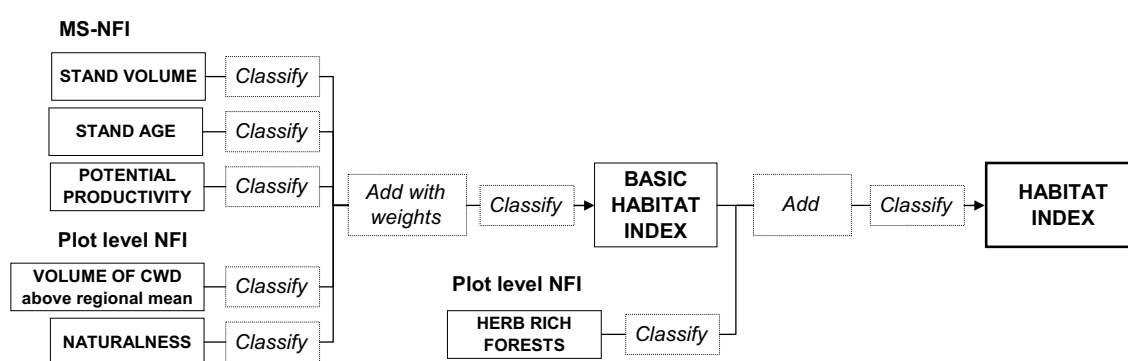 MS-NFI
STAND VOLUME
Classify
STAND AGE
Classify
POTENTIAL
PRODUCTIVITY
Classify
Plot level NFI
VOLUME OF CWD
above regional mean
Classify
NATURALNESS
Classify
Add with
weights
Classify
BASIC
HABITAT
INDEX
Plot level NFI
HERB RICH
FORESTS
Classify
Add
Classify
HABITAT
INDEX